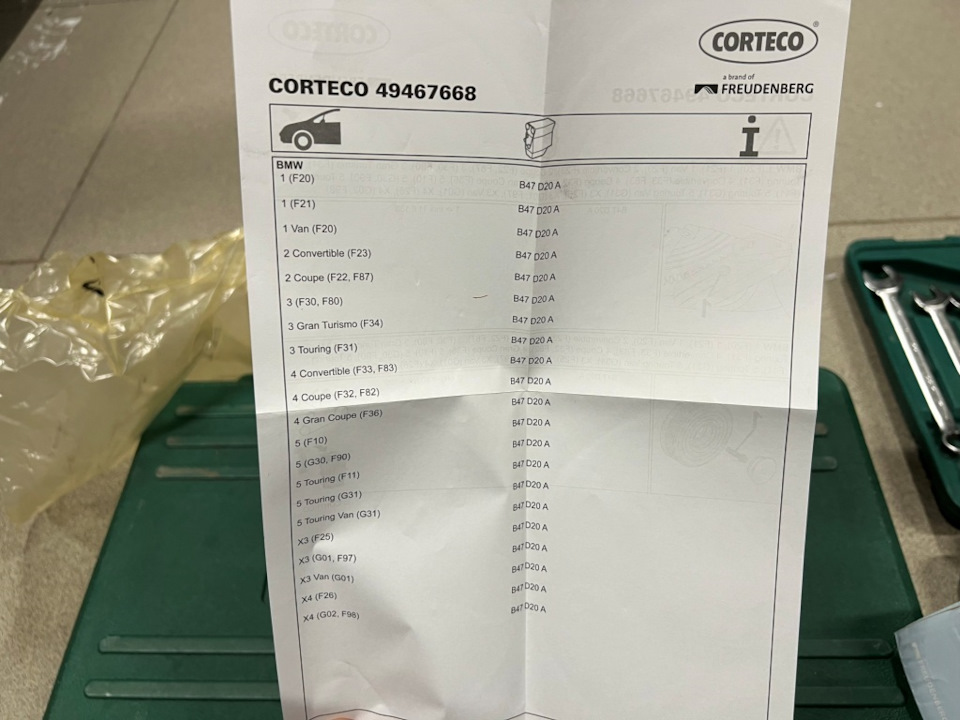 CORTECO
a brand of
FREUDENBERG
CORTECO 49467668
BMW
1 (F20) B47 D20 A
1 (F21) B47 D20 A
1 Van (F20) B47 D20 A
2 Convertible (F23) B47 D20 A
2 Coupe (F22, F87) B47 D20 A
3 (F30, F80) B47 D20 A
3 Gran Turismo (F34) B47 D20 A
3 Touring (F31) B47 D20 A
4 Convertible (F33, F83) B47 D20 A
4 Coupe (F32, F82) B47 D20 A
4 Gran Coupe (F36) B47 D20 A
5 (F10) B47 D20 A
5 (G30, F90) B47 D20 A
5 Touring (F11) B47 D20 A
5 Touring (G31) B47 D20 A
5 Touring Van (G31) B47 D20 A
X3 (F25) B47 D20 A
X3 (G01, F97) B47 D20 A
X3 Van (G01) B47 D20 A
X4 (F26) B47 D20 A
X4 (G02, F98) B47 D20 A